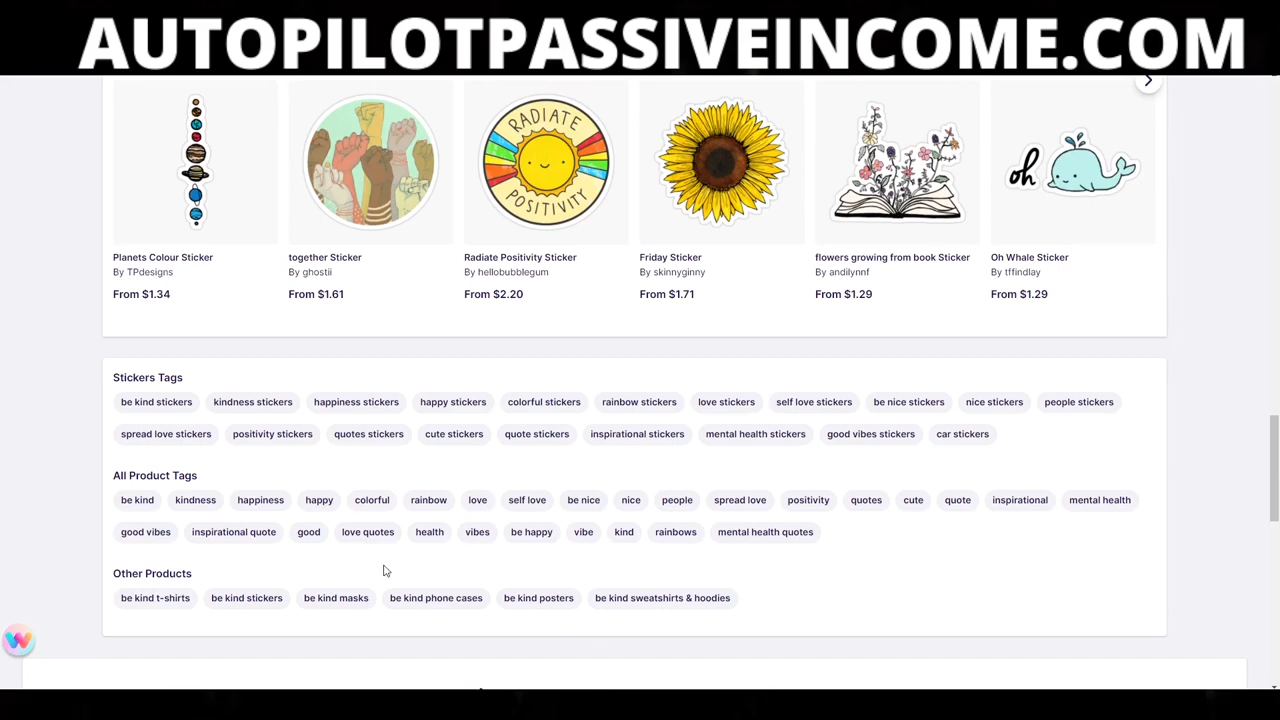 AUTOPILOTPASSIVEINCOME.COM
RADIATE
POSITIVITY
oh
Planets Colour Sticker
together Sticker
Radiate Positivity Sticker
Friday Sticker
flowers growing from book Sticker
Oh Whale Sticker
By TPdesigns
By ghostii
By hellobubblegum
By skinnyginny
By andilynnf
By tffindlay
From $1.34
From $1.61
From $2.20
From $1.71
From $1.29
From $1.29
Stickers Tags
be kind stickers kindness stickers happiness stickers happy stickers colorful stickers rainbow stickers love stickers self love stickers be nice stickers nice stickers people stickers
spread love stickers positivity stickers quotes stickers cute stickers quote stickers inspirational stickers mental health stickers good vibes stickers car stickers
All Product Tags
be kind kindness happiness happy colorful rainbow love self love be nice nice people spread love positivity quotes cute quote inspirational mental health
good vibes inspirational quote good love quotes health vibes be happy vibe kind rainbows mental health quotes
Other Products
be kind t-shirts be kind stickers be kind masks be kind phone cases be kind posters be kind sweatshirts & hoodies